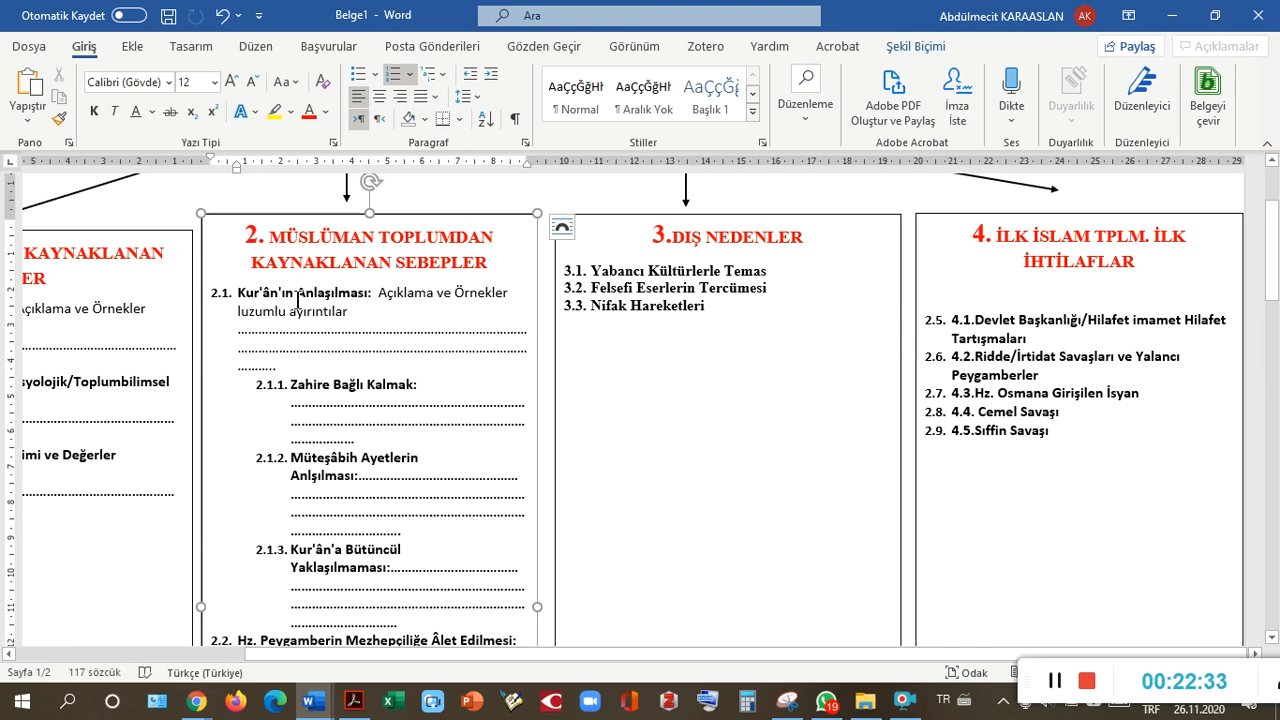 Otomatik Kaydet
Belge1 - Word
Ara
Abdülmecit KARAASLAN
AK
Dosya
Giriş
Ekle
Tasarım
Düzen
Başvurular
Posta Gönderileri
Gözden Geçir
Görünüm
Zotero
Yardım
Acrobat
Şekil Biçimi
Paylaş
Açıklamalar
Yapıştır
Calibri (Gövde)
12
AaÇçĞğHł
AaÇçĞğHł
AaÇçĞğ
¶ Normal
¶ Aralık Yok
Başlık 1
Düzenleme
Adobe PDF
Oluştur ve Paylaş
İmza
İste
Dikte
Duyarlılık
Düzenleyici
Belgeyi
çevir
Pano
Yazı Tipi
Paragraf
Stiller
Adobe Acrobat
Ses
Duyarlılık
Düzenleyici
KAYNAKLANAN
ER
çıklama ve Örnekler
syolojik/Toplumbilimsel
imi ve Değerler
2. MÜSLÜMAN TOPLUMDAN
KAYNAKLANAN SEBEPLER
2.1. Kur'ân'ın Anlaşılması: Açıklama ve Örnekler
luzumlu ayırıntılar
2.1.1. Zahire Bağlı Kalmak:
2.1.2. Müteşâbih Ayetlerin
Anlşılması:
2.1.3. Kur'ân'a Bütüncül
Yaklaşılmaması:
2.2. Hz. Peygamberin Mezhepçiliğe Âlet Edilmesi:
3.DIŞ NEDENLER
3.1. Yabancı Kültürlerle Temas
3.2. Felsefi Eserlerin Tercümesi
3.3. Nifak Hareketleri
4. İLK İSLAM TPLM. İLK
İHTİLAFLAR
2.5. 4.1.Devlet Başkanlığı/Hilafet imamet Hilafet
Tartışmaları
2.6. 4.2.Ridde/İrtidat Savaşları ve Yalancı
Peygamberler
2.7. 4.3.Hz. Osmana Girişilen İsyan
2.8. 4.4. Cemel Savaşı
2.9. 4.5.Sıffin Savaşı
Sayfa 1/2
117 sözcük
Türkçe (Türkiye)
Odak
00:22:33
19
TR
TRF
26.11.2020